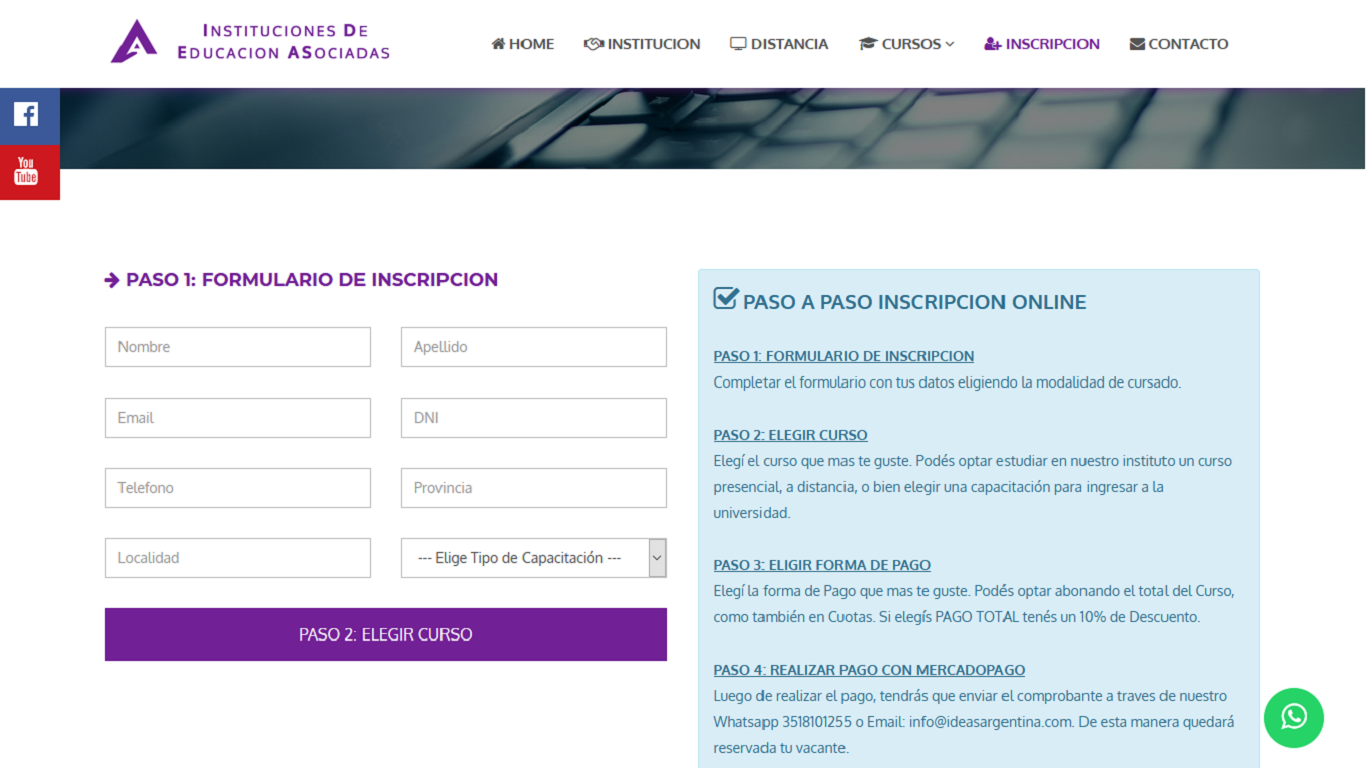 INSTITUCIONES DE
EDUCACION ASOCIADAS
HOME
INSTITUCION
DISTANCIA
CURSOS
INSCRIPCION
CONTACTO
You
Tube
PASO 1: FORMULARIO DE INSCRIPCION
Nombre
Apellido
Email
DNI
Telefono
Provincia
Localidad
--- Elige Tipo de Capacitación ---
PASO 2: ELEGIR CURSO
PASO A PASO INSCRIPCION ONLINE
PASO 1: FORMULARIO DE INSCRIPCION
Completar el formulario con tus datos eligiendo la modalidad de cursado.
PASO 2: ELEGIR CURSO
Elegí el curso que mas te guste. Podés optar estudiar en nuestro instituto un curso
presencial, a distancia, o bien elegir una capacitación para ingresar a la
universidad.
PASO 3: ELIGIR FORMA DE PAGO
Elegí la forma de Pago que mas te guste. Podés optar abonando el total del Curso,
como también en Cuotas. Si elegís PAGO TOTAL tenés un 10% de Descuento.
PASO 4: REALIZAR PAGO CON MERCADOPAGO
Luego de realizar el pago, tendrás que enviar el comprobante a traves de nuestro
Whatsapp 3518101255 o Email: info@ideasargentina.com. De esta manera quedará
reservada tu vacante.